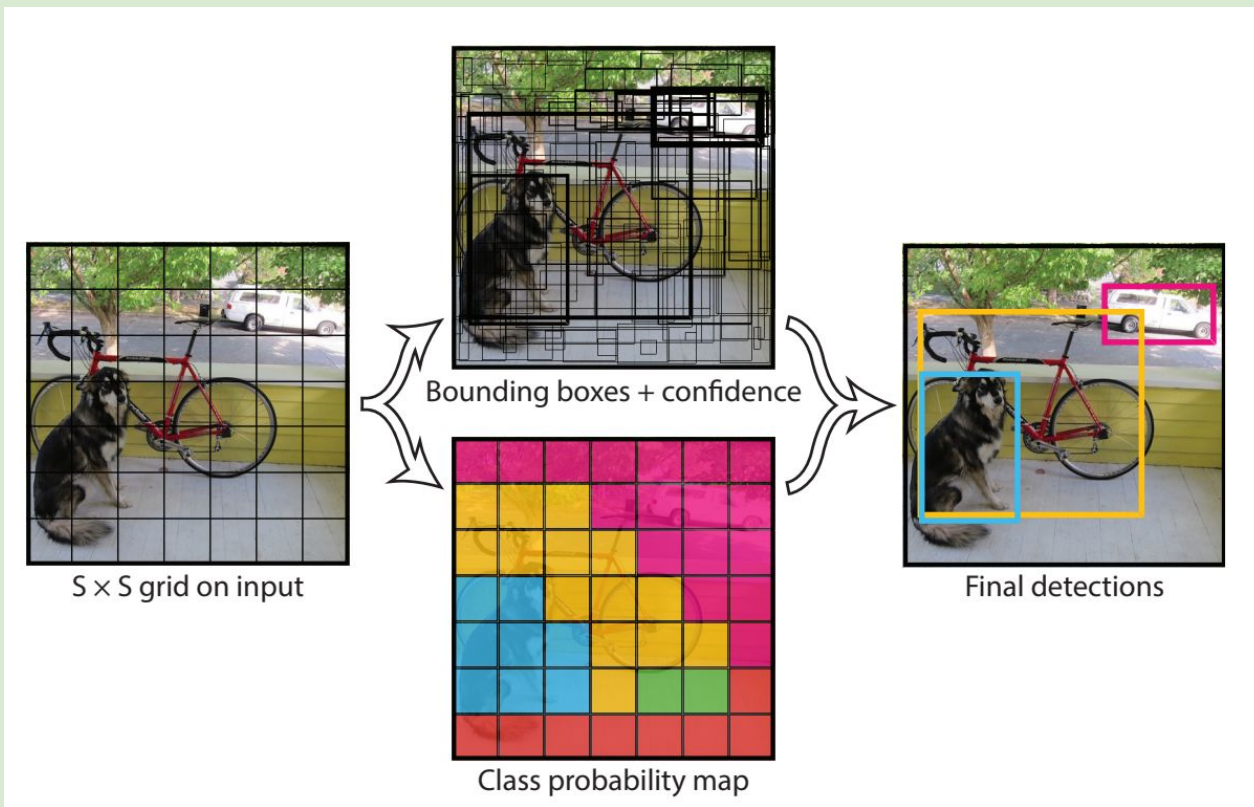 Bounding boxes + confidence
S × S grid on input
Final detections
Class probability map